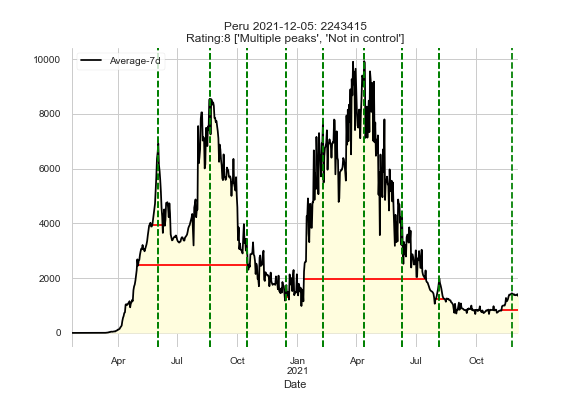 Peru 2021-12-05: 2243415
Rating:8 ['Multiple peaks', 'Not in control']
Average-7d
10000
8000
6000
4000
2000
0
Apr Jul Oct Jan Apr Jul Oct
2021
Date